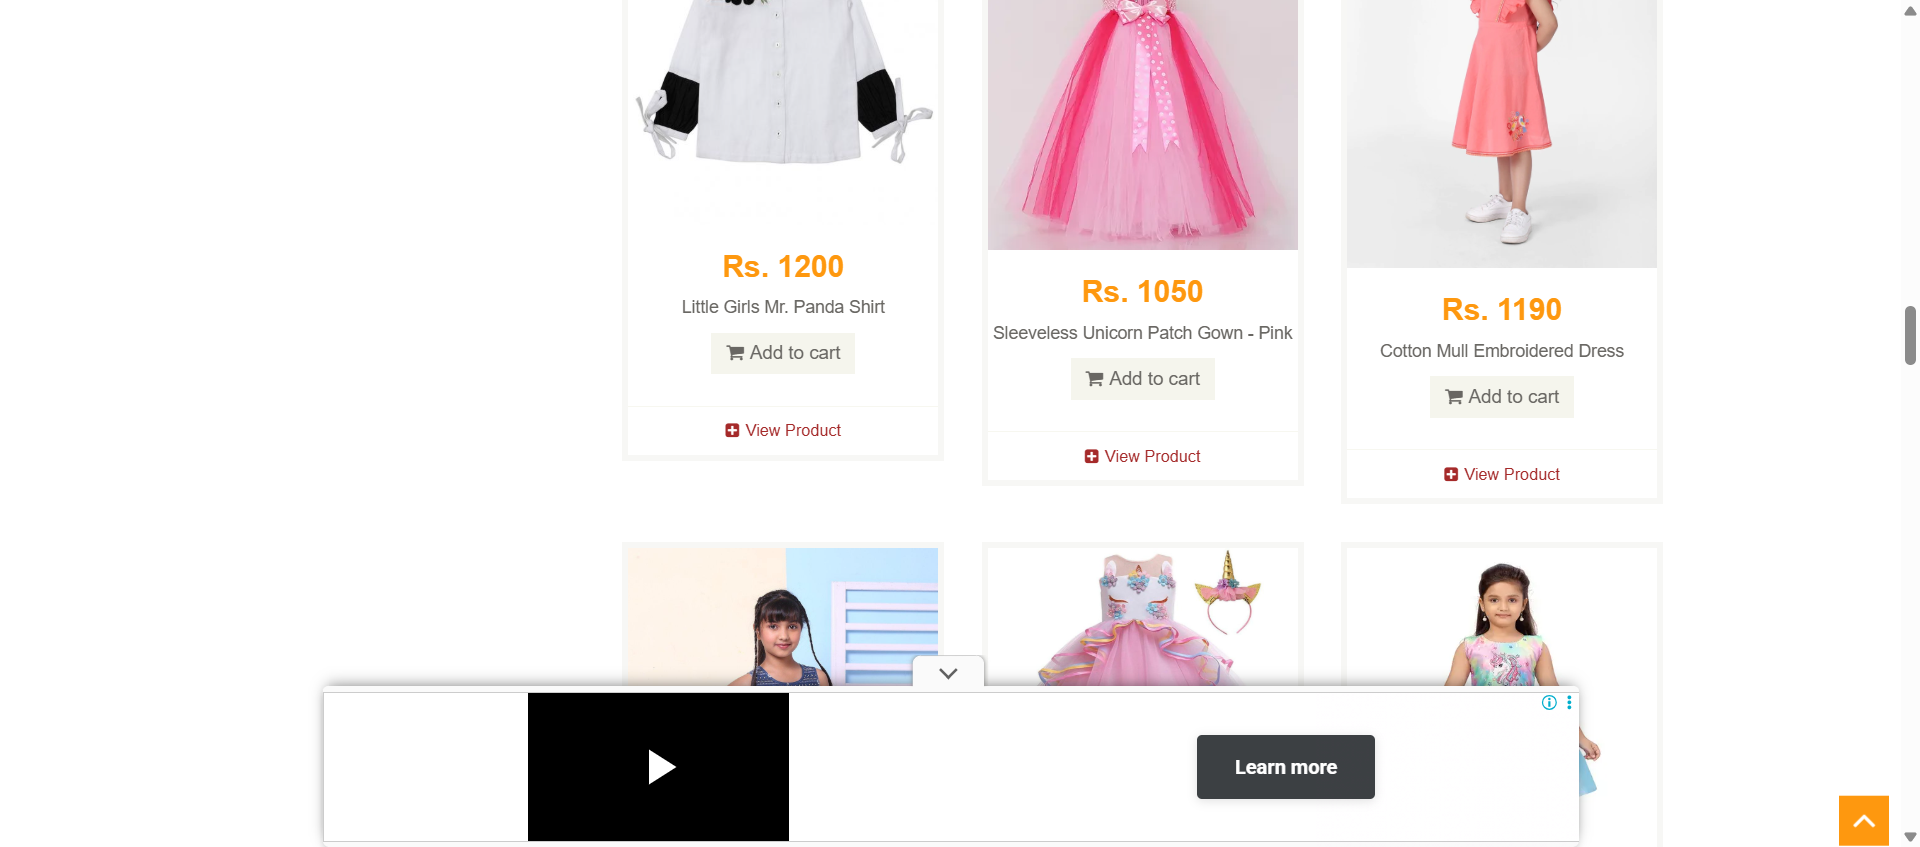 Rs. 1200
Little Girls Mr. Panda Shirt
Add to cart
View Product
Rs. 1050
Sleeveless Unicorn Patch Gown - Pink
Add to cart
View Product
Rs. 1190
Cotton Mull Embroidered Dress
Add to cart
View Product
Learn more